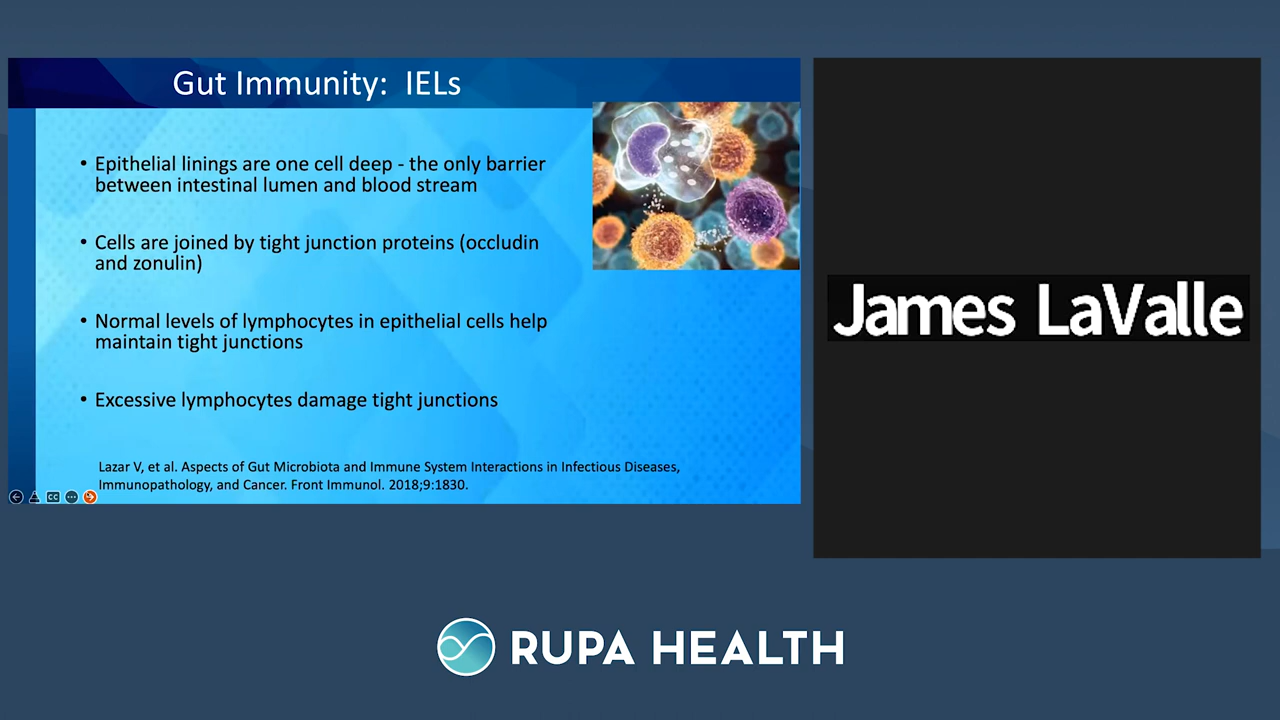 Gut Immunity: IELs
• Epithelial linings are one cell deep - the only barrier
between intestinal lumen and blood stream
• Cells are joined by tight junction proteins (occludin
and zonulin)
• Normal levels of lymphocytes in epithelial cells help
maintain tight junctions
• Excessive lymphocytes damage tight junctions
Lazar V, et al. Aspects of Gut Microbiota and Immune System Interactions in Infectious Diseases,
Immunopathology, and Cancer. Front Immunol. 2018;9:1830.
CC
James LaValle
RUPA HEALTH